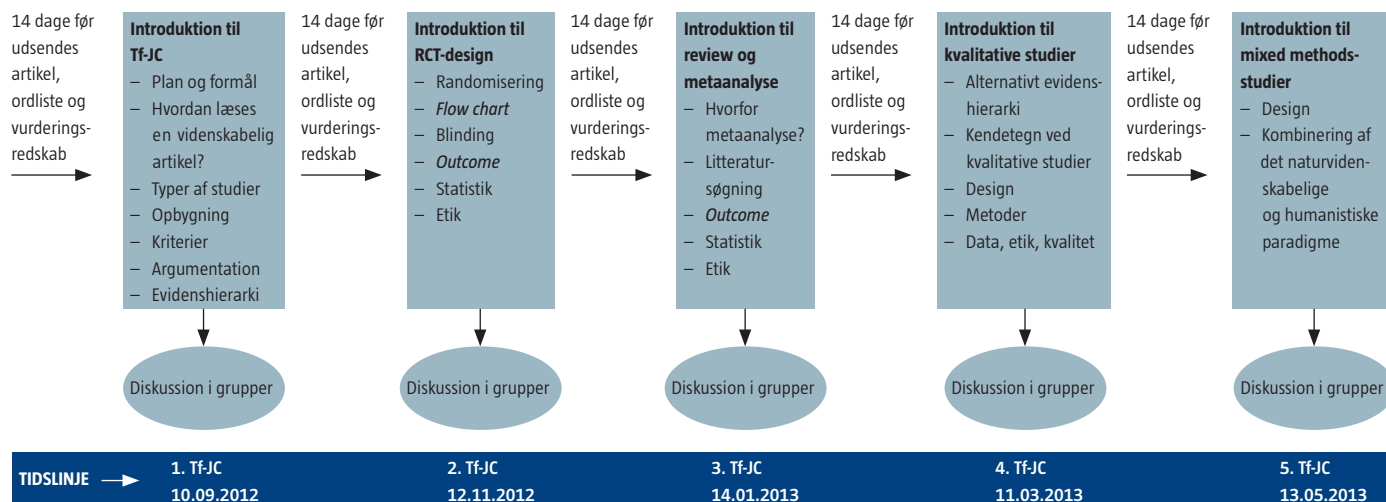 14 dage før
udsendes
artikel,
ordliste og
vurderings-
redskab
Introduktion til
Tf-JC
– Plan og formål
– Hvordan læses
en videnskabelig
artikel?
– Typer af studier
– Opbygning
– Kriterier
– Argumentation
– Evidenshierarki
Diskussion i grupper
14 dage før
udsendes
artikel,
ordliste og
vurderings-
redskab
Introduktion til
RCT-design
– Randomisering
– Flow chart
– Blinding
– Outcome
– Statistik
– Etik
Diskussion i grupper
14 dage før
udsendes
artikel,
ordliste og
vurderings-
redskab
Introduktion til
review og
metaanalyse
– Hvorfor
metaanalyse?
– Litteratur-
søgning
– Outcome
– Statistik
– Etik
Diskussion i grupper
14 dage før
udsendes
artikel,
ordliste og
vurderings-
redskab
Introduktion til
kvalitative studier
– Alternativt evidens-
hierarki
– Kendetegn ved
kvalitative studier
– Design
– Metoder
– Data, etik, kvalitet
Diskussion i grupper
14 dage før
udsendes
artikel,
ordliste og
vurderings-
redskab
Introduktion til
mixed methods-
studier
– Design
– Kombinering af
det naturviden-
skabelige
og humanistiske
paradigme
Diskussion i grupper
TIDSLINJE
1. Tf-JC
10.09.2012
2. Tf-JC
12.11.2012
3. Tf-JC
14.01.2013
4. Tf-JC
11.03.2013
5. Tf-JC
13.05.2013